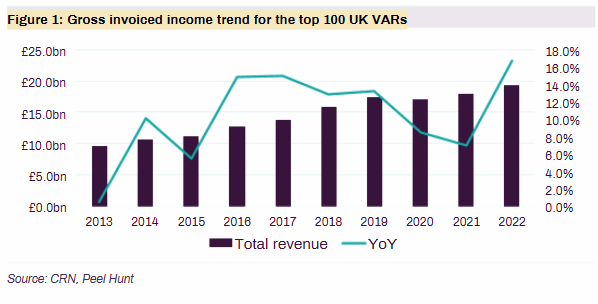 Figure 1: Gross invoiced income trend for the top 100 UK VARs
£25.0bn
£20.0bn
£15.0bn
£10.0bn
£5.0bn
£0.0bn
18.0%
16.0%
14.0%
12.0%
10.0%
8.0%
6.0%
4.0%
2.0%
0.0%
2013 2014 2015 2016 2017 2018 2019 2020 2021 2022
Total revenue YoY
Source: CRN, Peel Hunt